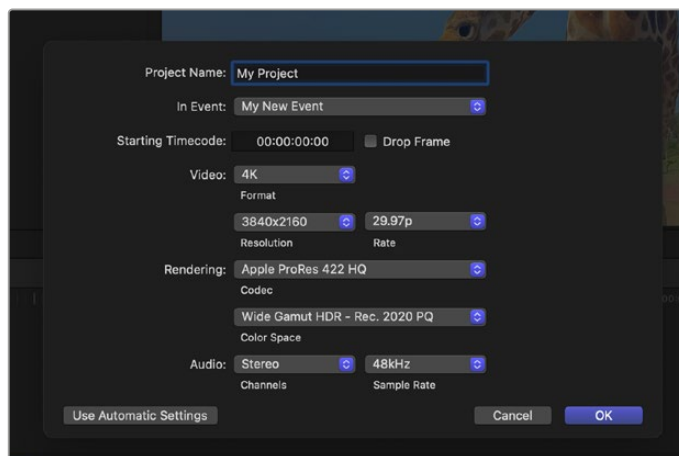 Project Name: My Project
In Event: My New Event
Starting Timecode: 00:00:00:00 Drop Frame
Video: 4K
Format
3840x2160 29.97p
Resolution Rate
Rendering: Apple ProRes 422 HQ
Codec
Wide Gamut HDR - Rec. 2020 PQ
Color Space
Audio: Stereo 48kHz
Channels Sample Rate
Use Automatic Settings Cancel OK